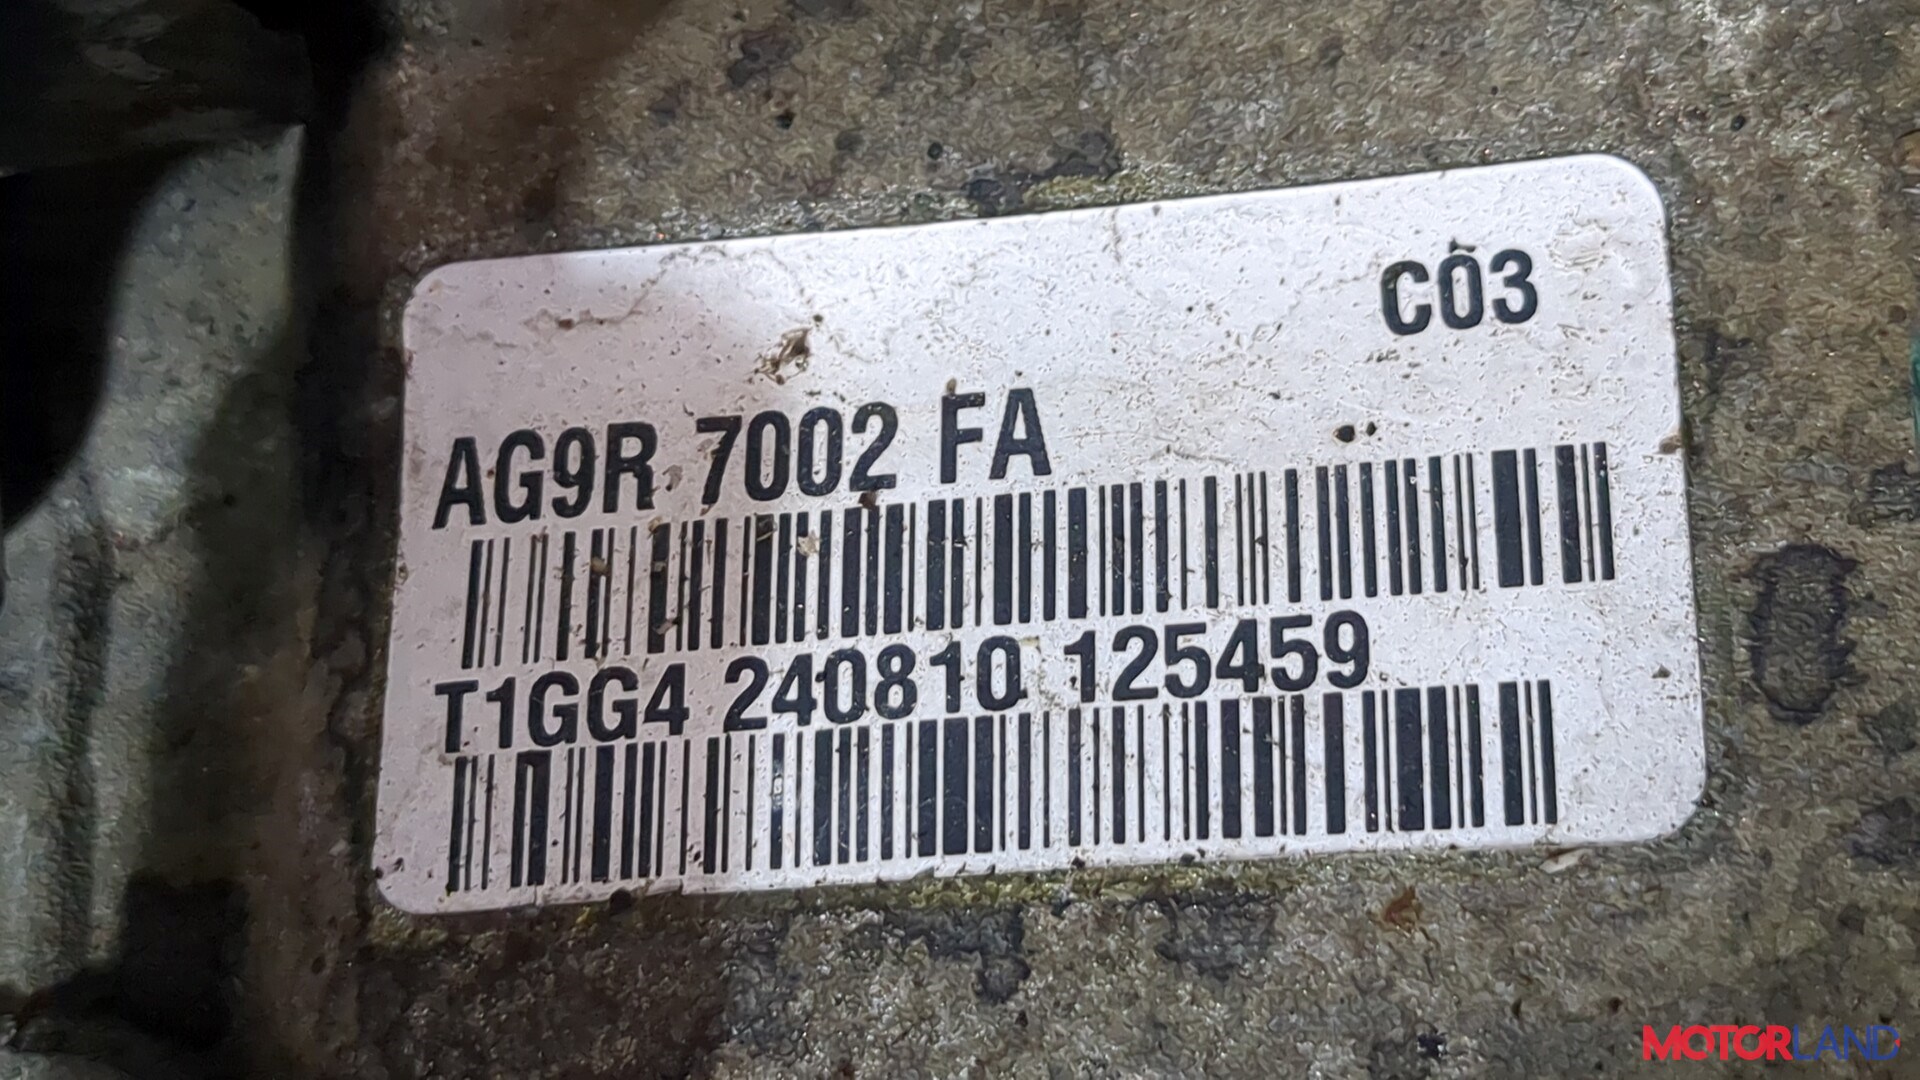 C03
AG9R 7002 FA
T1GG4 240810 125459
MOTORLAND